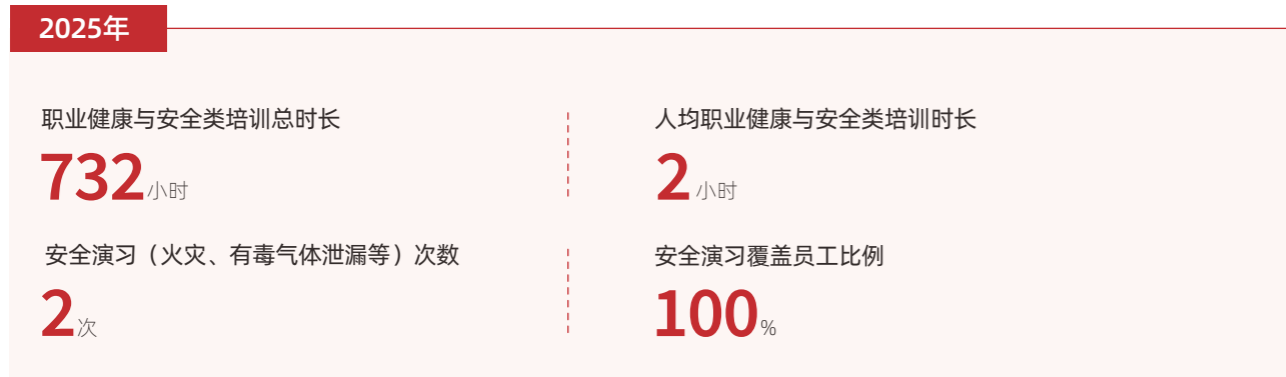 2025年
职业健康与安全类培训总时长
732小时
人均职业健康与安全类培训时长
2小时
安全演习（火灾、有毒气体泄漏等）次数
2次
安全演习覆盖员工比例
100%